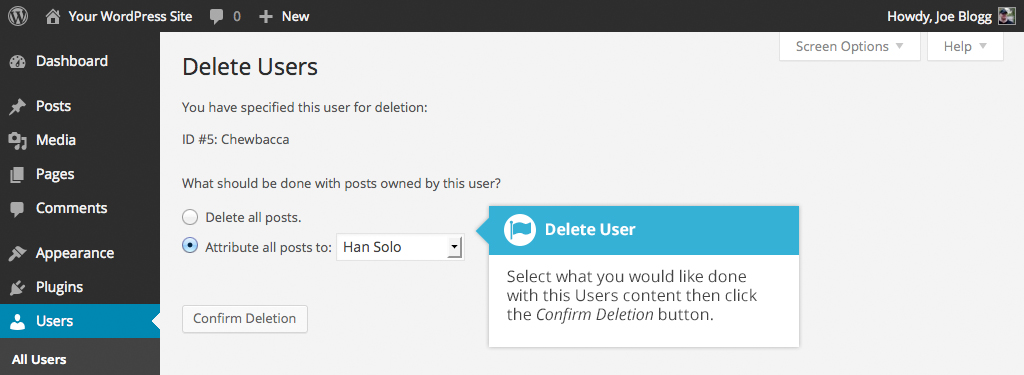 Your WordPress Site 0 + New Howdy, Joe Blogg
Screen Options Help
Dashboard
Posts
Media
Pages
Comments
Appearance
Plugins
Users
All Users
Delete Users
You have specified this user for deletion:
ID #5: Chewbacca
What should be done with posts owned by this user?
Delete all posts.
Attribute all posts to: Han Solo
Confirm Deletion
Delete User
Select what you would like done
with this Users content then click
the Confirm Deletion button.